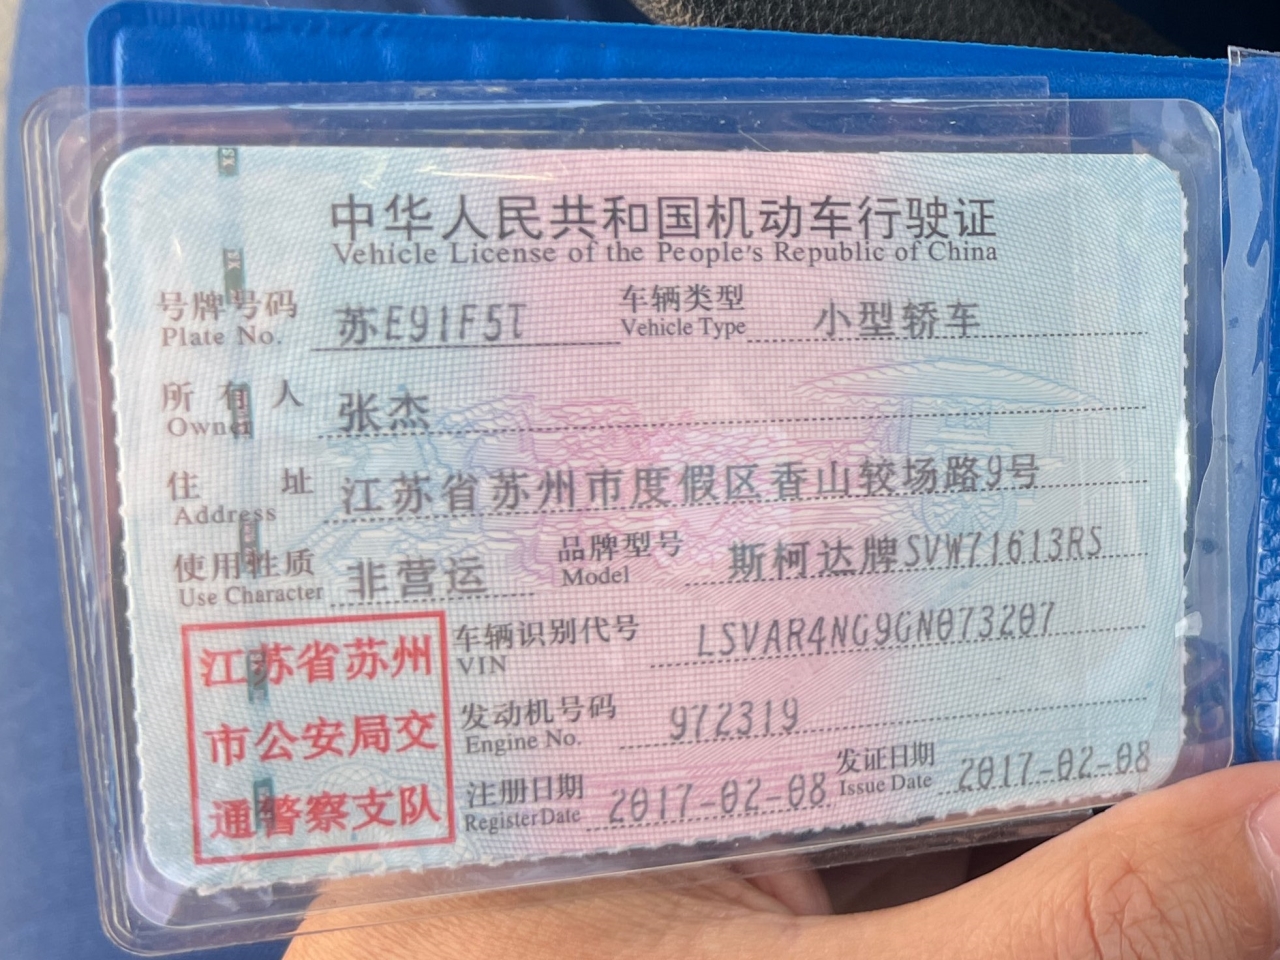 中华人民共和国机动车行驶证
Vehicle License of the People's Republic of China
号牌号码 苏E91F5T 车辆类型 小型轿车
Plate No. Vehicle Type
所有人 张杰
Owner
住址 江苏省苏州市度假区香山较场路9号
Address
使用性质 非营运 品牌型号 斯柯达牌SVW71613RS
Use Character Model
车辆识别代号 LSVAR4NG9GN073207
VIN
发动机号码 972319
Engine No.
注册日期 2017-02-08 发证日期 2017-02-08
Register Date Issue Date
江苏省苏州
市公安局交
通警察支队